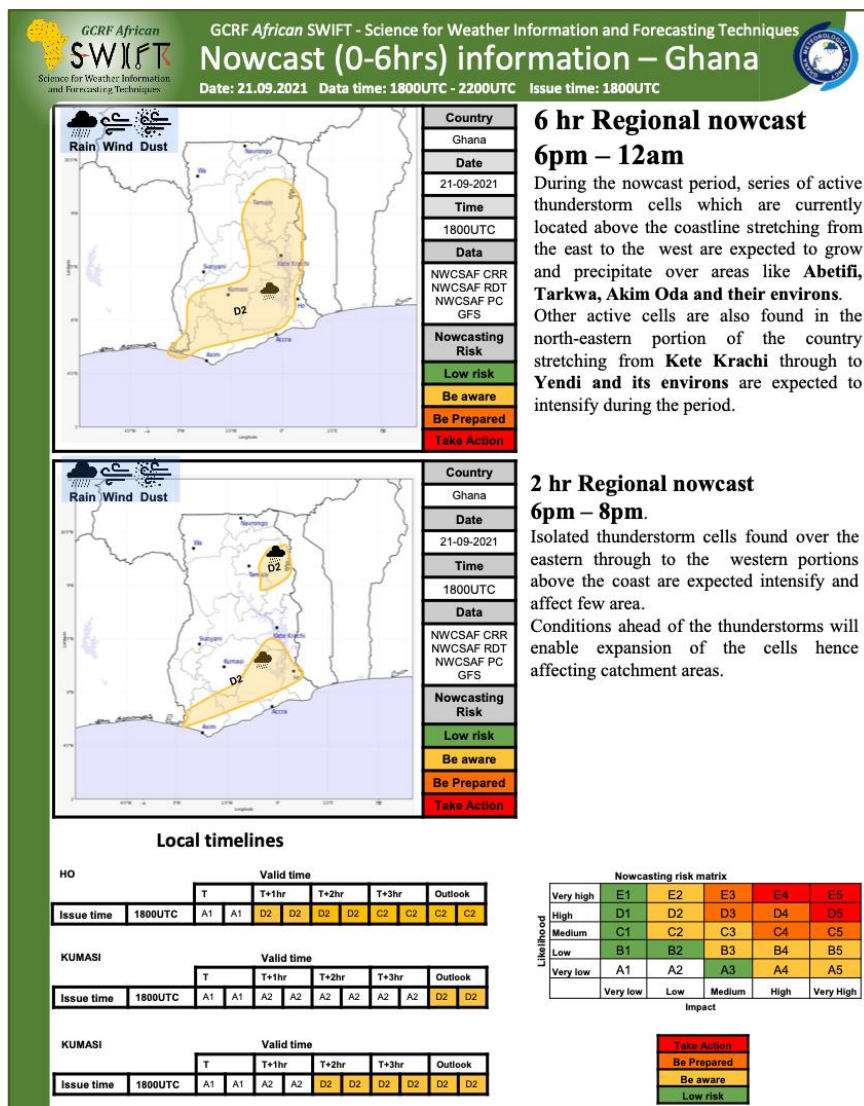 GCRF African
SWIFT
Science for Weather Information
and Forecasting Techniques
GCRF African SWIFT - Science for Weather Information and Forecasting Techniques
Nowcast (0-6hrs) information – Ghana
Date: 21.09.2021 Data time: 1800UTC - 2200UTC Issue time: 1800UTC
GHANA METEOROLOGICAL AGENCY
Rain Wind Dust
Navrongo
Wa
Tamale
Kete Krachi
Sunyani
Kumasi
D2
Ho
Accra
Axim
Longitude
Country
Ghana
Date
21-09-2021
Time
1800UTC
Data
NWCSAF CRR
NWCSAF RDT
NWCSAF PC
GFS
Nowcasting
Risk
Low risk
Be aware
Be Prepared
Take Action
6 hr Regional nowcast
6pm – 12am
During the nowcast period, series of active
thunderstorm cells which are currently
located above the coastline stretching from
the east to the west are expected to grow
and precipitate over areas like Abetifi,
Tarkwa, Akim Oda and their environs.
Other active cells are also found in the
north-eastern portion of the country
stretching from Kete Krachi through to
Yendi and its environs are expected to
intensify during the period.
Rain Wind Dust
Navrongo
Wa
D2
Tamale
Kete Krachi
Sunyani
Kumasi
D2
Accra
Axim
Longitude
Country
Ghana
Date
21-09-2021
Time
1800UTC
Data
NWCSAF CRR
NWCSAF RDT
NWCSAF PC
GFS
Nowcasting
Risk
Low risk
Be aware
Be Prepared
Take Action
2 hr Regional nowcast
6pm – 8pm.
Isolated thunderstorm cells found over the
eastern through to the western portions
above the coast are expected intensify and
affect few area.
Conditions ahead of the thunderstorms will
enable expansion of the cells hence
affecting catchment areas.
Local timelines
HO Valid time
T T+1hr T+2hr T+3hr Outlook
Issue time 1800UTC A1 A1 D2 D2 D2 D2 C2 C2 C2 C2
KUMASI Valid time
T T+1hr T+2hr T+3hr Outlook
Issue time 1800UTC A1 A1 A2 A2 A2 A2 A2 A2 D2 D2
KUMASI Valid time
T T+1hr T+2hr T+3hr Outlook
Issue time 1800UTC A1 A1 A2 A2 D2 D2 D2 D2 D2 D2
Nowcasting risk matrix
Likelihood
Very high E1 E2 E3 E4 E5
High D1 D2 D3 D4 D5
Medium C1 C2 C3 C4 C5
Low B1 B2 B3 B4 B5
Very low A1 A2 A3 A4 A5
Very low Low Medium High Very High
Impact
Take Action
Be Prepared
Be aware
Low risk